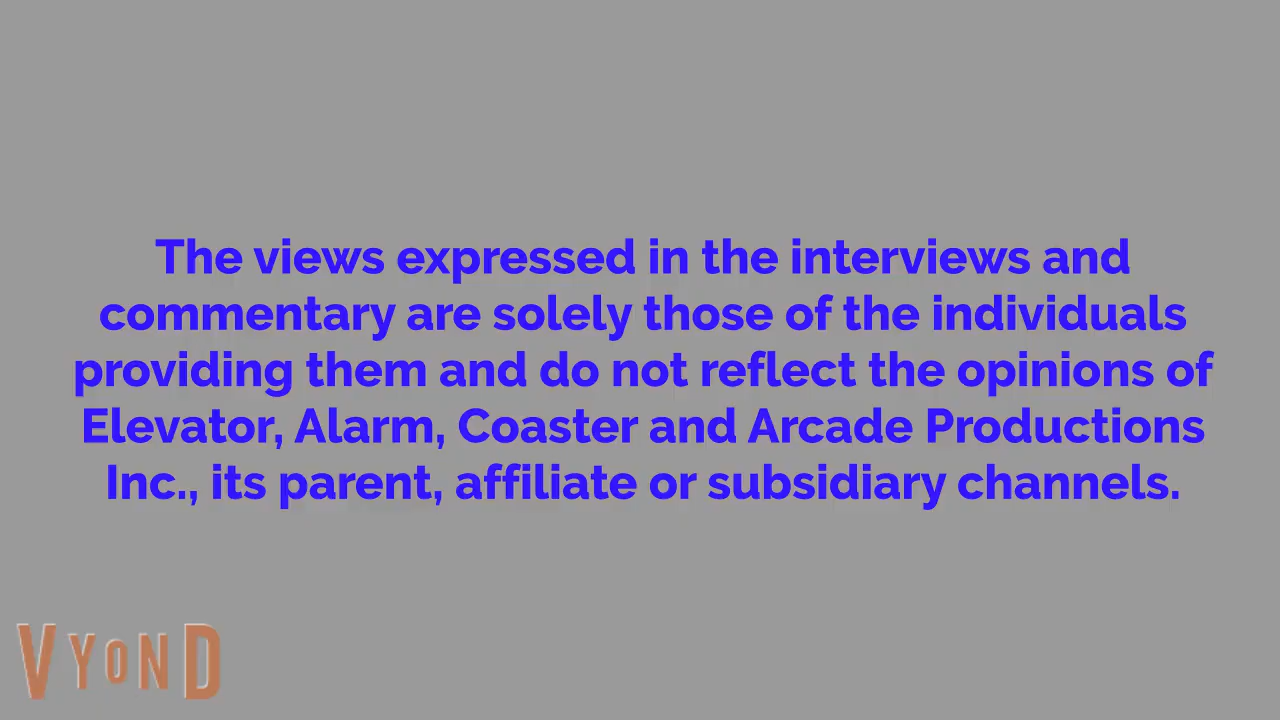 The views expressed in the interviews and
commentary are solely those of the individuals
providing them and do not reflect the opinions of
Elevator, Alarm, Coaster and Arcade Productions
Inc., its parent, affiliate or subsidiary channels.
VYOND